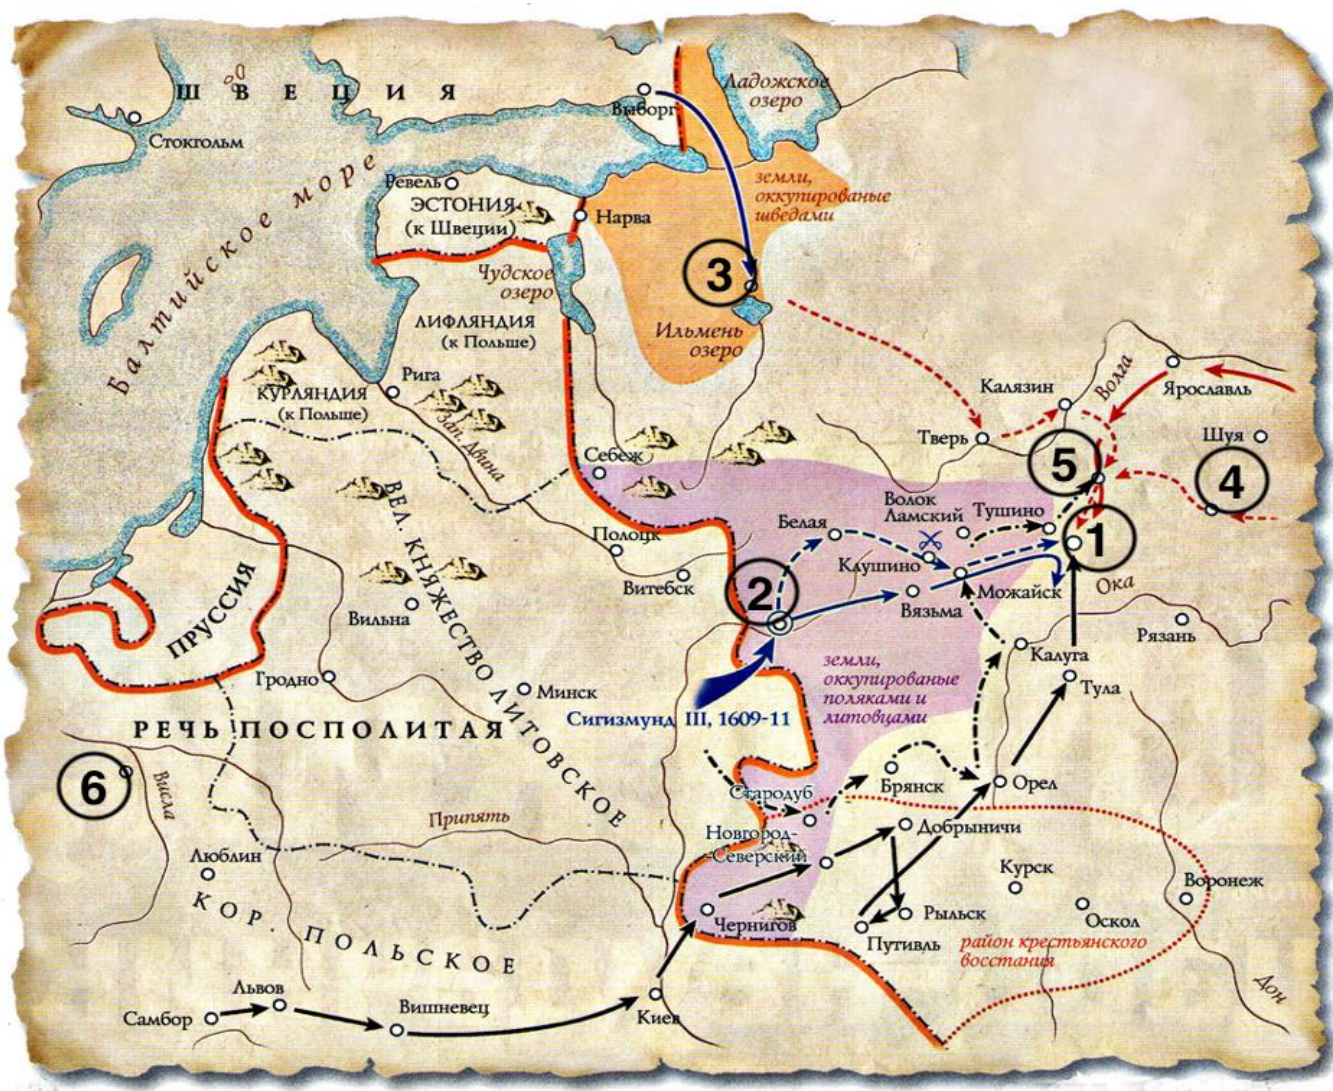 ШВЕЦИЯ
Ладожское
озеро
Выборг
Стокгольм
Балтийское море
Ревель
ЭСТОНИЯ
(к Швеции)
Нарва
земли,
оккупированые
шведами
3
Чудское
озеро
ЛИФЛЯНДИЯ
(к Польше)
Ильмень
озеро
КУРЛЯНДИЯ
(к Польше)
Рига
Зап. Двина
Калязин
Волга
Ярославль
Тверь
Шуя
Себеж
5
4
ВЕЛ. КНЯЖЕСТВО ЛИТОВСКОЕ
Полоцк
Витебск
Белая
Волок
Ламский
Тушино
1
Клушино
Можайск
Ока
2
Вязьма
Рязань
ПРУССИЯ
Вильна
Калуга
Гродно
Минск
Тула
земли,
оккупированые
поляками и
литовцами
Сигизмунд III, 1609-11
РЕЧЬ ПОСПОЛИТАЯ
6
Висла
Стародуб
Брянск
Орел
Припять
Новгород-
-Северский
Добрыничи
Люблин
Курск
Воронеж
КОР. ПОЛЬСКОЕ
Чернигов
Рыльск
Оскол
Путивль
район крестьянского
восстания
Дон
Львов
Самбор
Вишневец
Киев